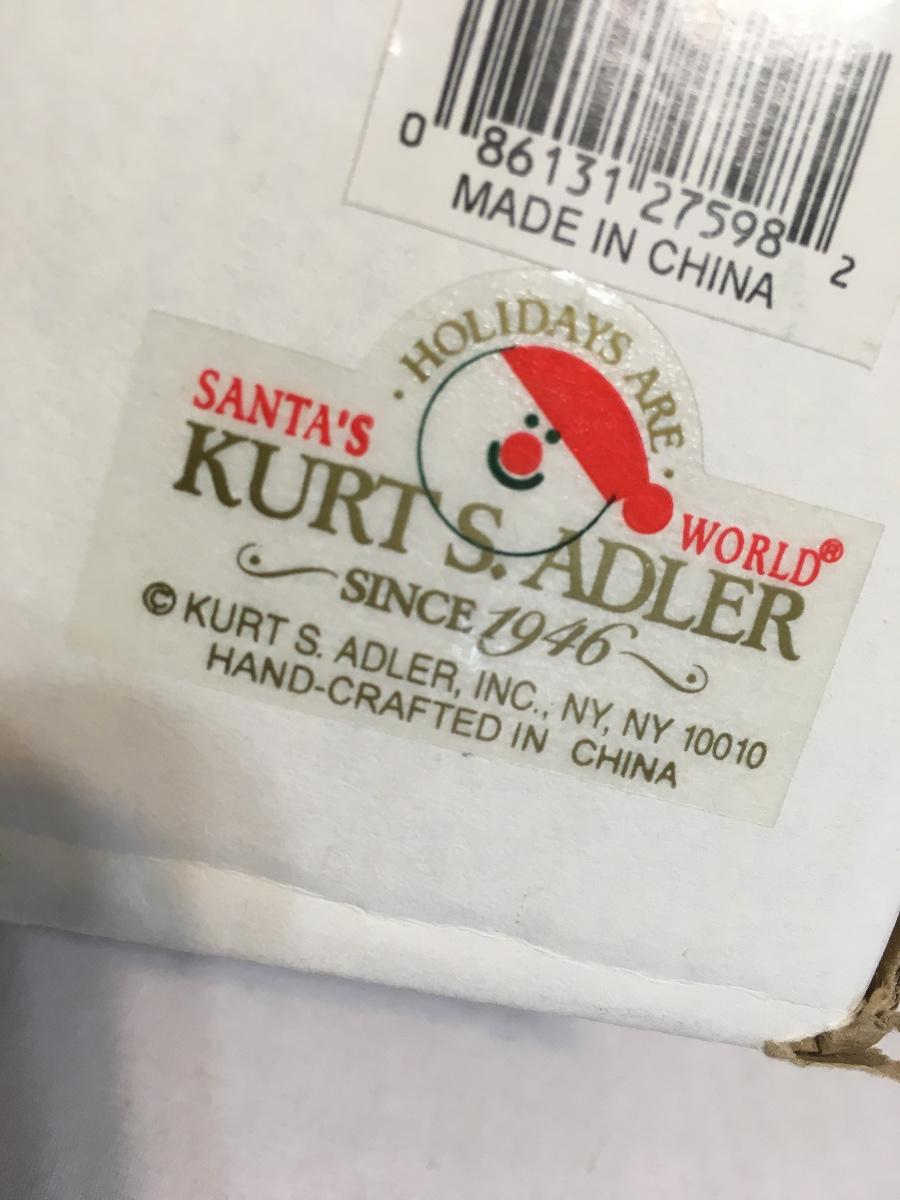 0 86131 27598 2
MADE IN CHINA
· HOLIDAYS ARE ·
SANTA'S WORLD®
KURT S. ADLER
SINCE 1946
© KURT S. ADLER, INC., NY, NY 10010
HAND-CRAFTED IN CHINA